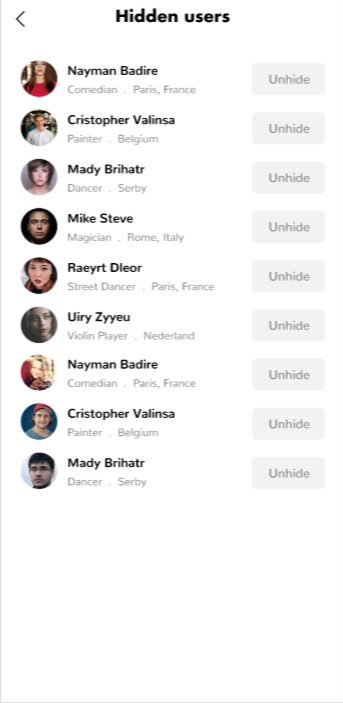 Hidden users
Nayman Badire
Comedian . Paris, France
Unhide
Cristopher Valinsa
Painter . Belgium
Unhide
Mady Brihatr
Dancer . Serby
Unhide
Mike Steve
Magician . Rome, Italy
Unhide
Raeyrt Dleor
Street Dancer . Paris, France
Unhide
Uiry Zyyeu
Violin Player . Nederland
Unhide
Nayman Badire
Comedian . Paris, France
Unhide
Cristopher Valinsa
Painter . Belgium
Unhide
Mady Brihatr
Dancer . Serby
Unhide